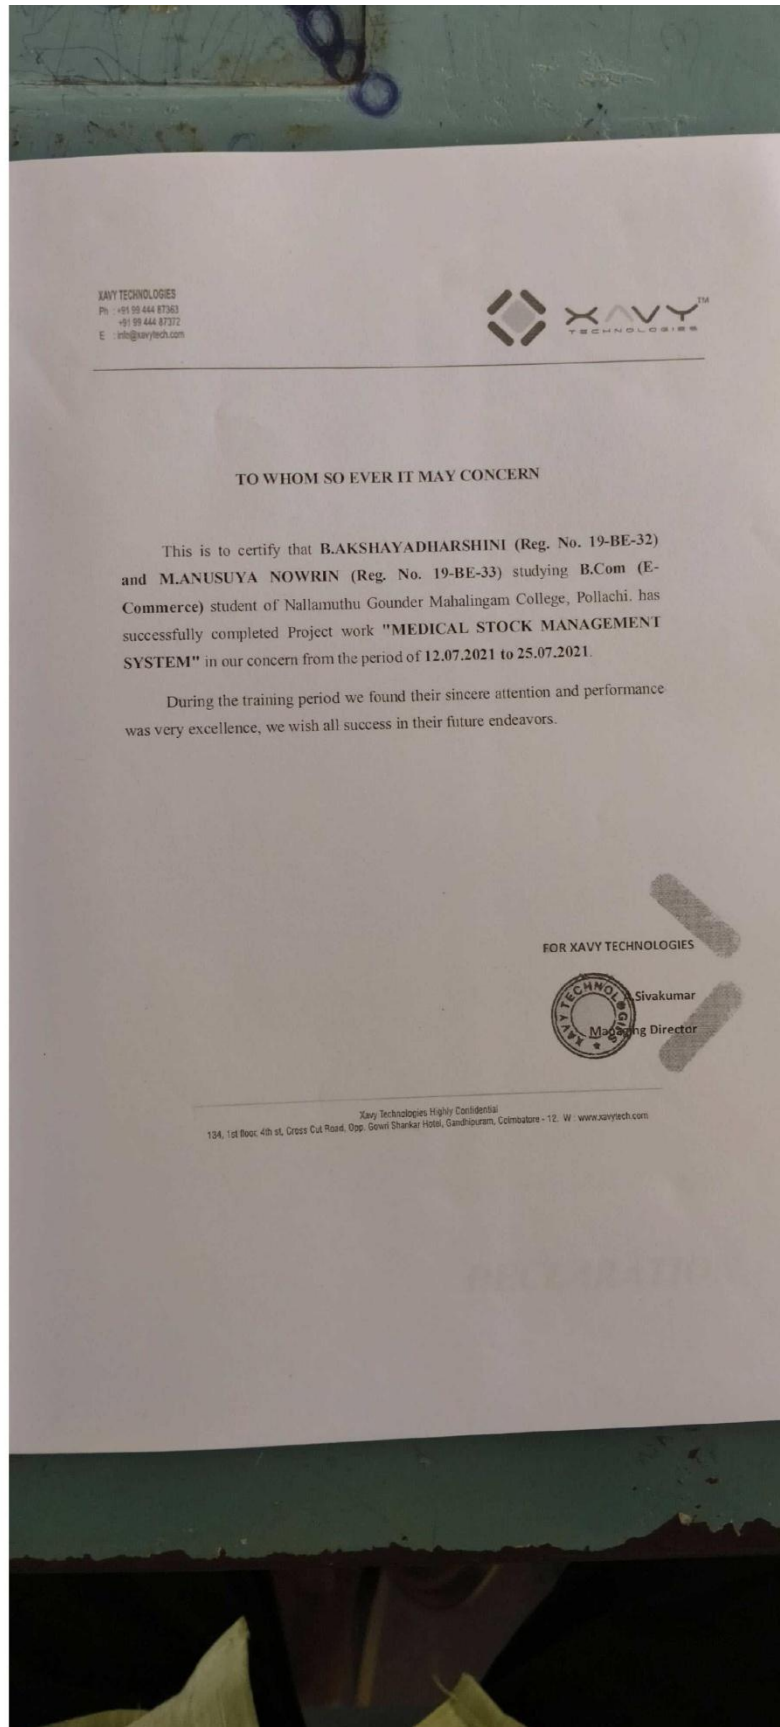 XAVY TECHNOLOGIES
Ph : +91 99 444 87363
+91 99 444 87372
E : info@xavytech.com
XAVY TM
TECHNOLOGIES
TO WHOM SO EVER IT MAY CONCERN
This is to certify that B.AKSHAYADHARSHINI (Reg. No. 19-BE-32)
and M.ANUSUYA NOWRIN (Reg. No. 19-BE-33) studying B.Com (E-
Commerce) student of Nallamuthu Gounder Mahalingam College, Pollachi. has
successfully completed Project work "MEDICAL STOCK MANAGEMENT
SYSTEM" in our concern from the period of 12.07.2021 to 25.07.2021.
During the training period we found their sincere attention and performance
was very excellence, we wish all success in their future endeavors.
FOR XAVY TECHNOLOGIES
XAVY TECHNOLOGIES
Sivakumar
Managing Director
Xavy Technologies Highly Confidential
134, 1st floor, 4th st, Cross Cut Road, Opp. Gowri Shankar Hotel, Gandhipuram, Coimbatore - 12. W : www.xavytech.com
DECLARATION